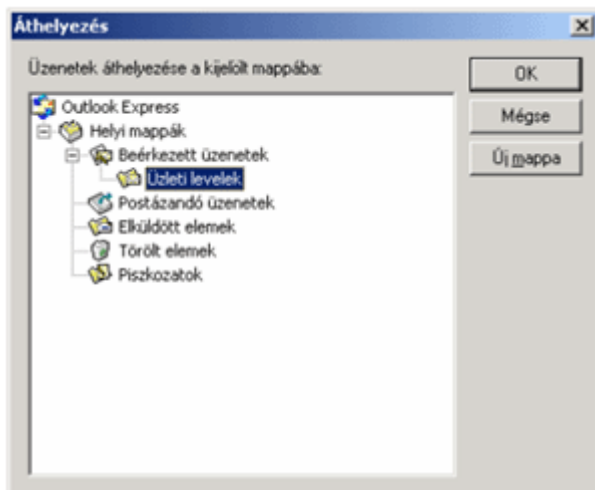 Áthelyezés
Üzenetek áthelyezése a kijelölt mappába:
OK
Mégse
Új mappa
Outlook Express
Helyi mappák
Beérkezett üzenetek
Üzleti levelek
Postázandó üzenetek
Elküldött elemek
Törölt elemek
Piszkozatok